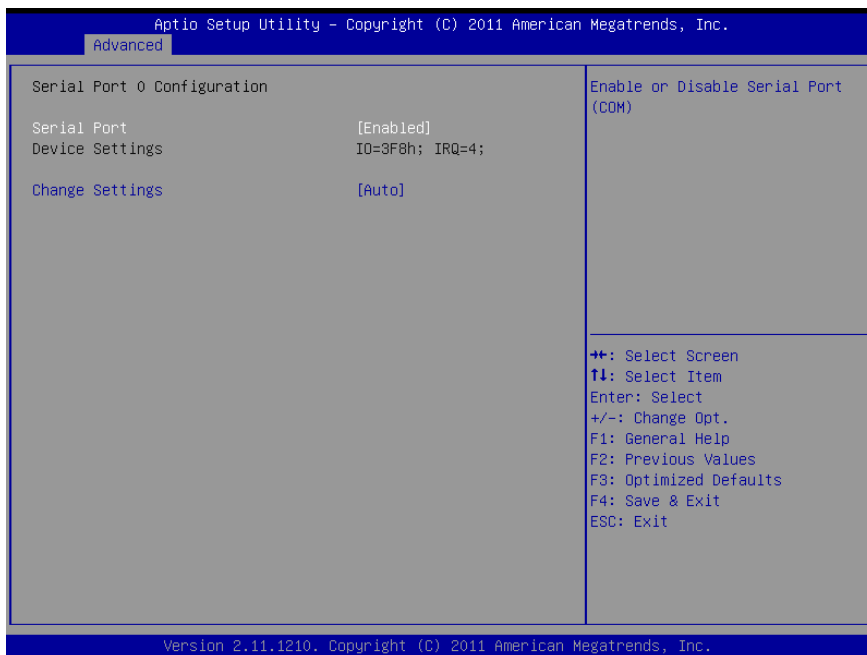 Aptio Setup Utility – Copyright (C) 2011 American Megatrends, Inc.
Advanced
Serial Port 0 Configuration
Serial Port [Enabled]
Device Settings IO=3F8h; IRQ=4;
Change Settings [Auto]
Enable or Disable Serial Port
(COM)
→←: Select Screen
↑↓: Select Item
Enter: Select
+/-: Change Opt.
F1: General Help
F2: Previous Values
F3: Optimized Defaults
F4: Save & Exit
ESC: Exit
Version 2.11.1210. Copyright (C) 2011 American Megatrends, Inc.